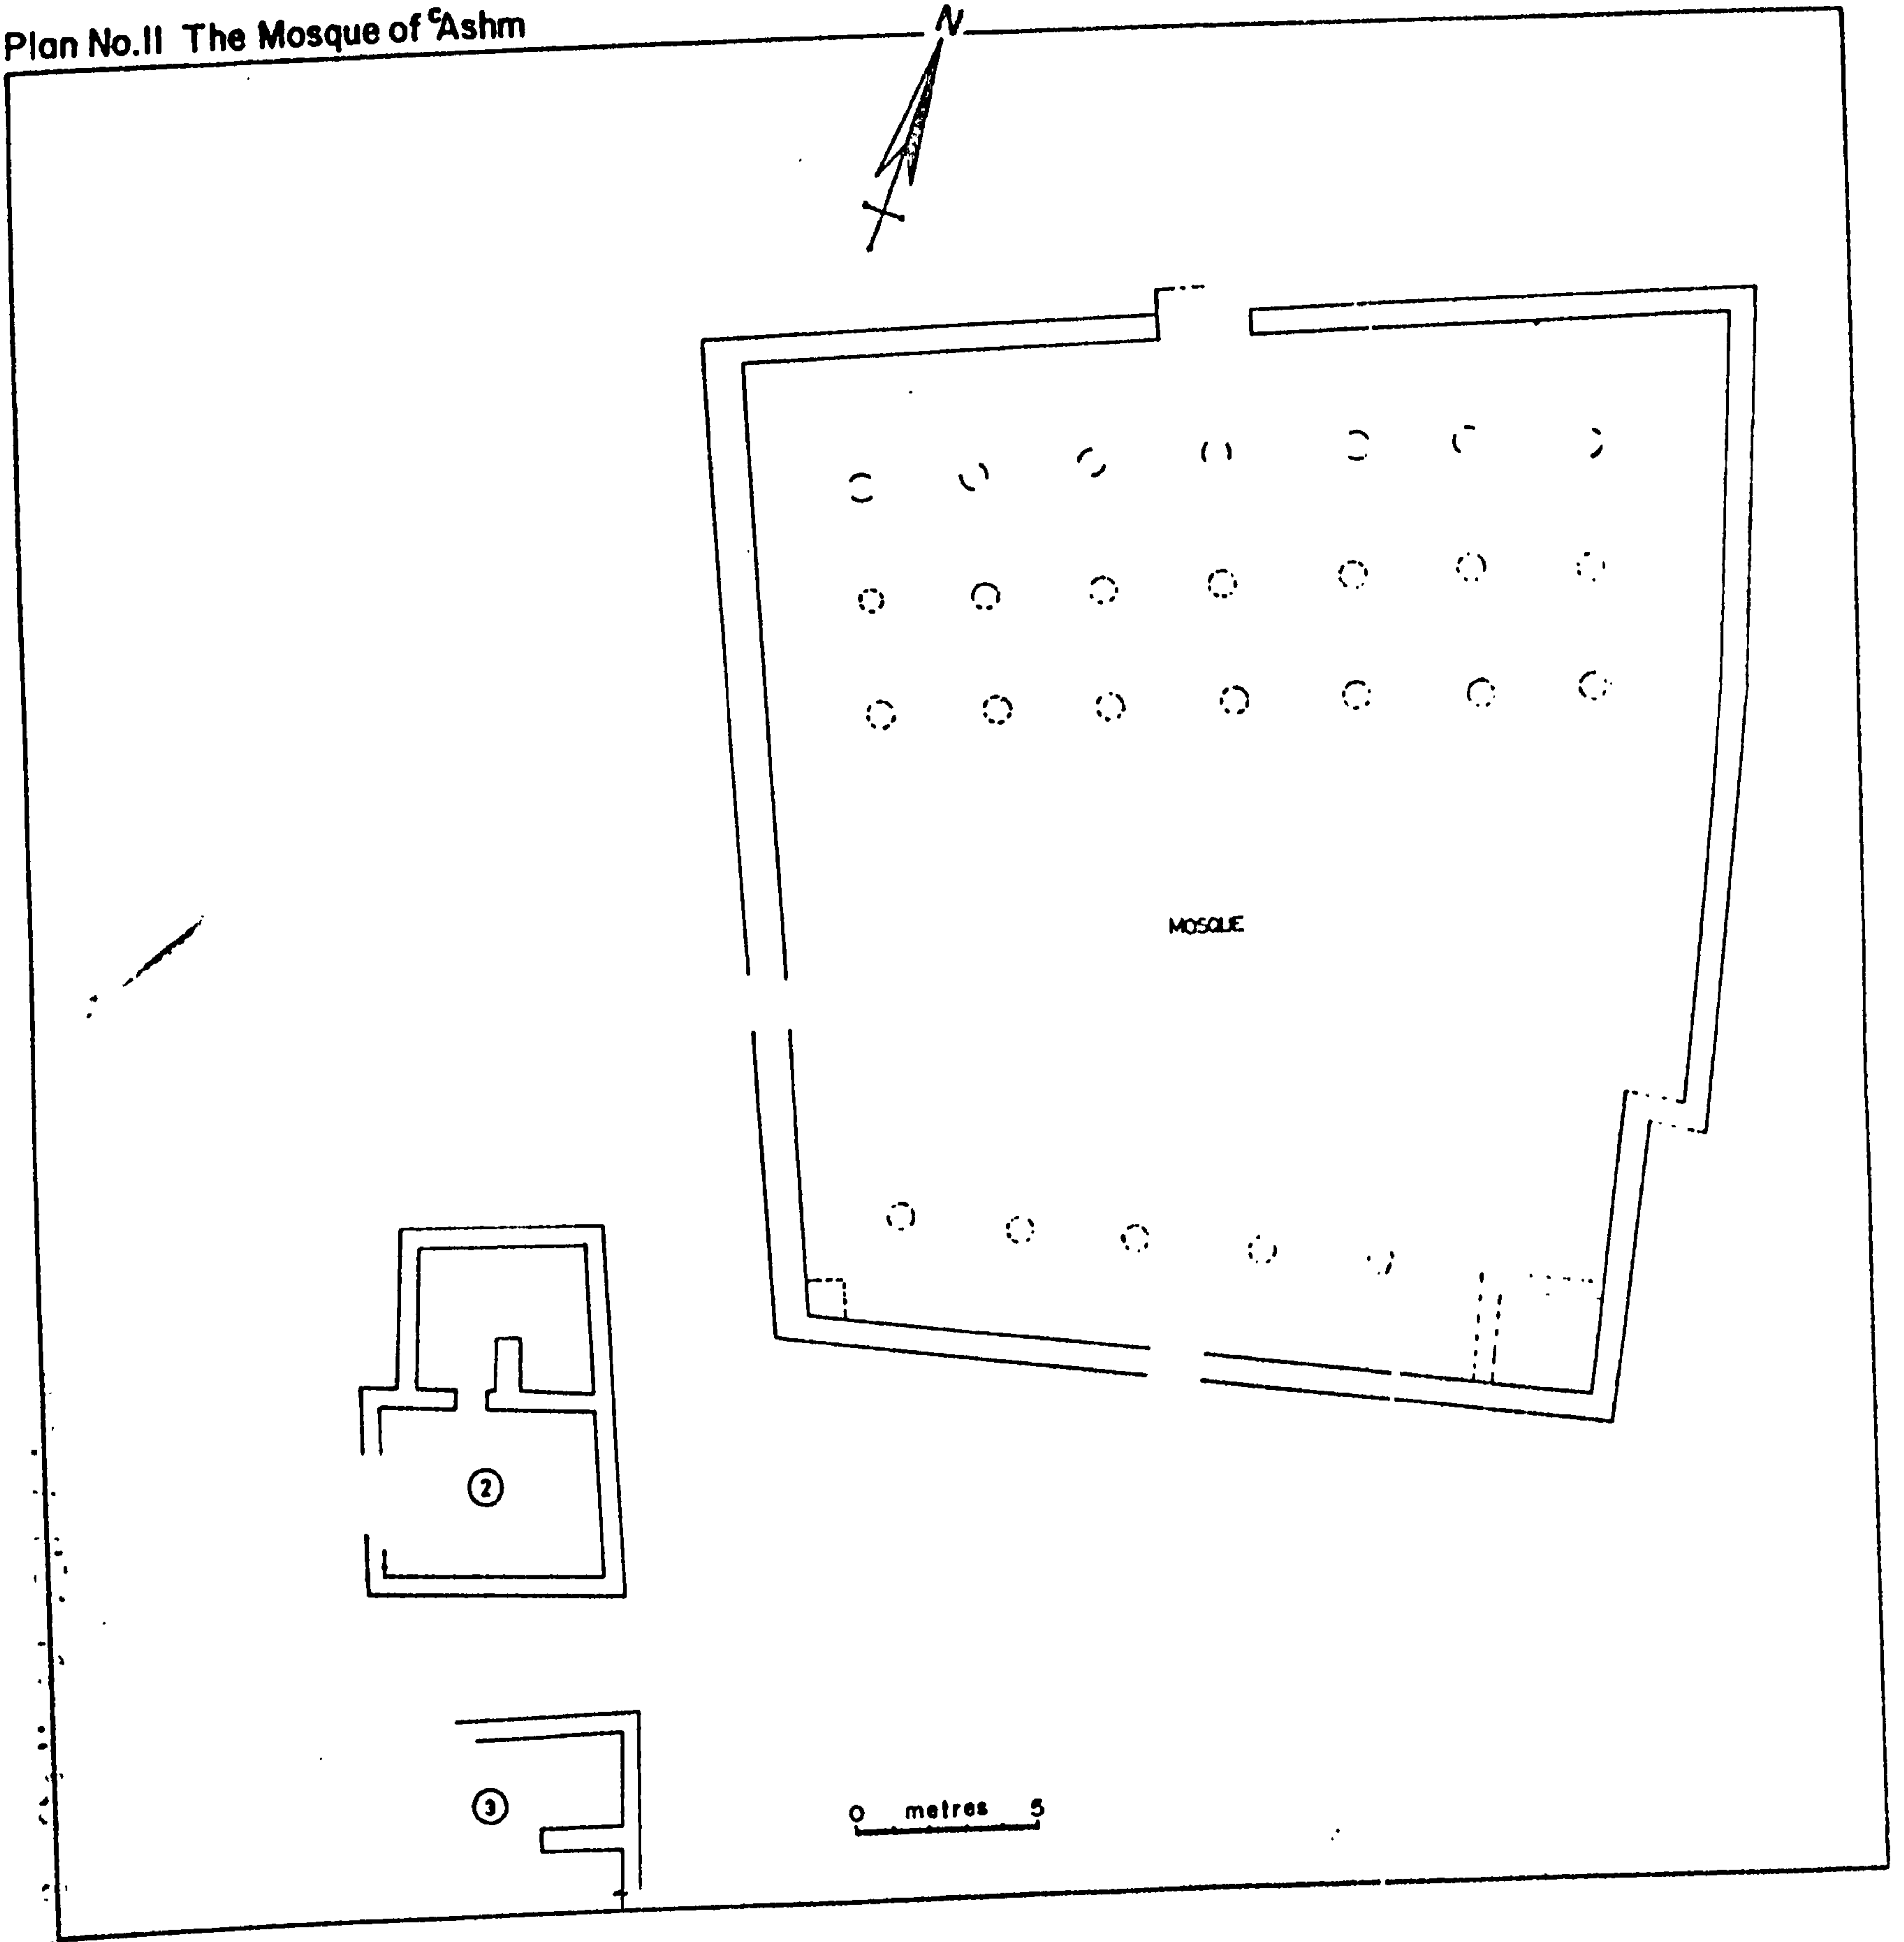 Plan No.II The Mosque of ᶜAshm
N
MOSQUE
2
3
0 metres 5